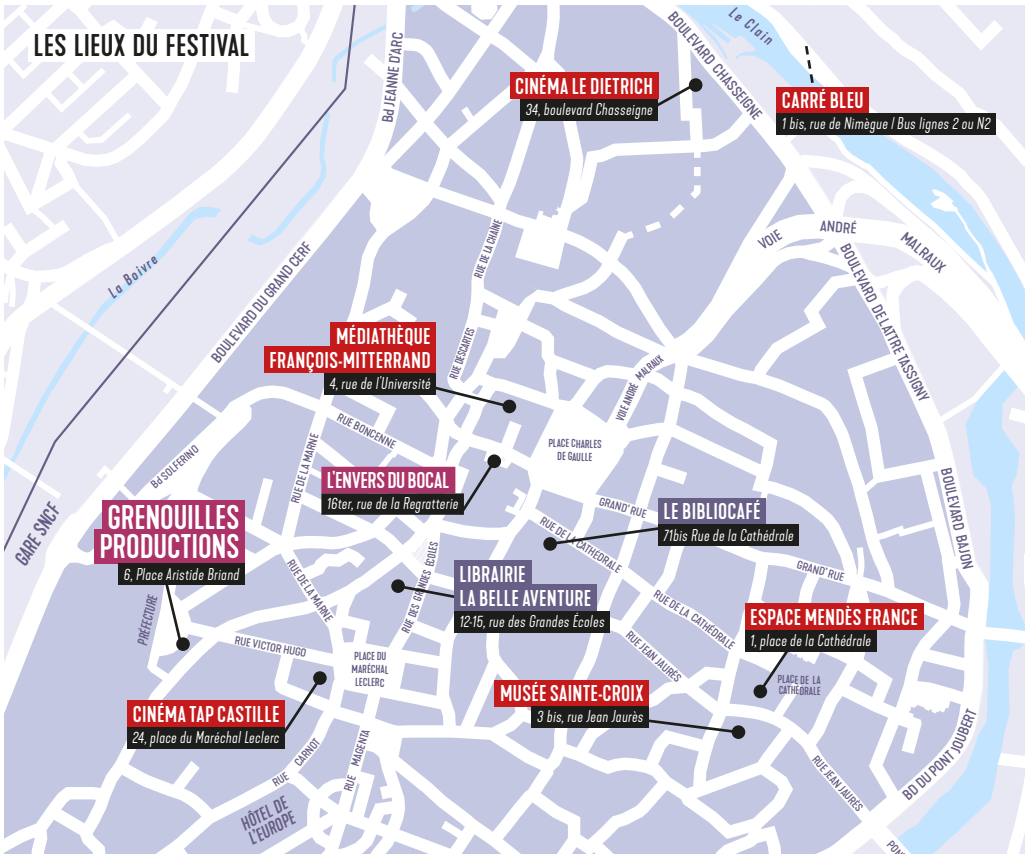 LES LIEUX DU FESTIVAL
Bd JEANNE D'ARC
BOULEVARD CHASSEIGNE
Le Clain
CINÉMA LE DIETRICH
34, boulevard Chasseigne
CARRÉ BLEU
1 bis, rue de Nimègue / Bus lignes 2 ou N2
La Boivre
BOULEVARD DU GRAND CERF
RUE DE LA CHAÎNE
VOIE ANDRÉ MALRAUX
BOULEVARD DE LATTRE TASSIGNY
MÉDIATHÈQUE
FRANÇOIS-MITTERRAND
4, rue de l'Université
RUE DESCARTES
VOIE ANDRÉ MALRAUX
RUE BONCENNE
PLACE CHARLES
DE GAULLE
Bd SOLFERINO
RUE DE LA MARNE
L'ENVERS DU BOCAL
16ter, rue de la Regratterie
GARE SNCF
GRENOUILLES
PRODUCTIONS
6, Place Aristide Briand
GRAND'RUE
LE BIBLIOCAFÉ
71bis Rue de la Cathédrale
BOULEVARD BAJON
RUE DE LA CATHÉDRALE
GRAND'RUE
RUE DES GRANDES ÉCOLES
LIBRAIRIE
LA BELLE AVENTURE
12-15, rue des Grandes Écoles
RUE DE LA MARNE
PRÉFECTURE
RUE VICTOR HUGO
PLACE DU
MARÉCHAL
LECLERC
RUE DE LA CATHÉDRALE
RUE JEAN JAURÈS
ESPACE MENDÈS FRANCE
1, place de la Cathédrale
PLACE DE LA
CATHÉDRALE
MUSÉE SAINTE-CROIX
3 bis, rue Jean Jaurès
CINÉMA TAP CASTILLE
24, place du Maréchal Leclerc
RUE CARNOT
RUE MAGENTA
HÔTEL DE
L'EUROPE
RUE JEAN JAURÈS
BD DU PONT JOUBERT